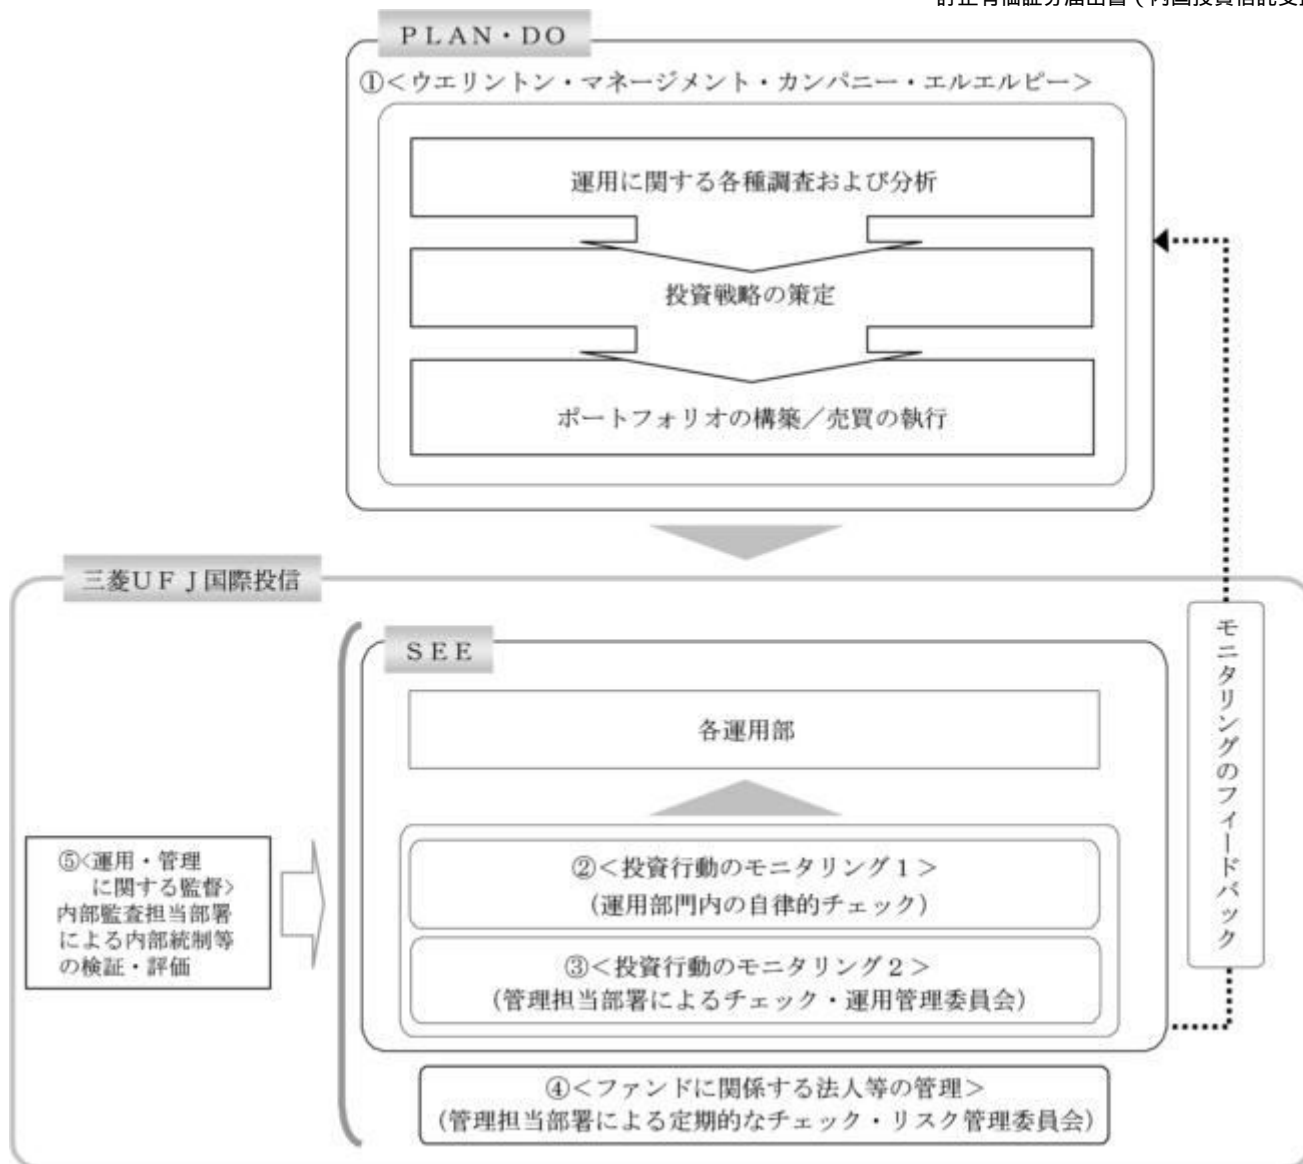 訂正有価証券届出書（内国投資信託受益
ＰＬＡＮ・ＤＯ
①＜ウエリントン・マネージメント・カンパニー・エルエルピー＞
運用に関する各種調査および分析
投資戦略の策定
ポートフォリオの構築／売買の執行
三菱ＵＦＪ国際投信
ＳＥＥ
各運用部
②＜投資行動のモニタリング１＞
（運用部門内の自律的チェック）
③＜投資行動のモニタリング２＞
（管理担当部署によるチェック・運用管理委員会）
④＜ファンドに関係する法人等の管理＞
（管理担当部署による定期的なチェック・リスク管理委員会）
⑤＜運用・管理
に関する監督＞
内部監査担当部署
による内部統制等
の検証・評価
モニタリングのフィードバック